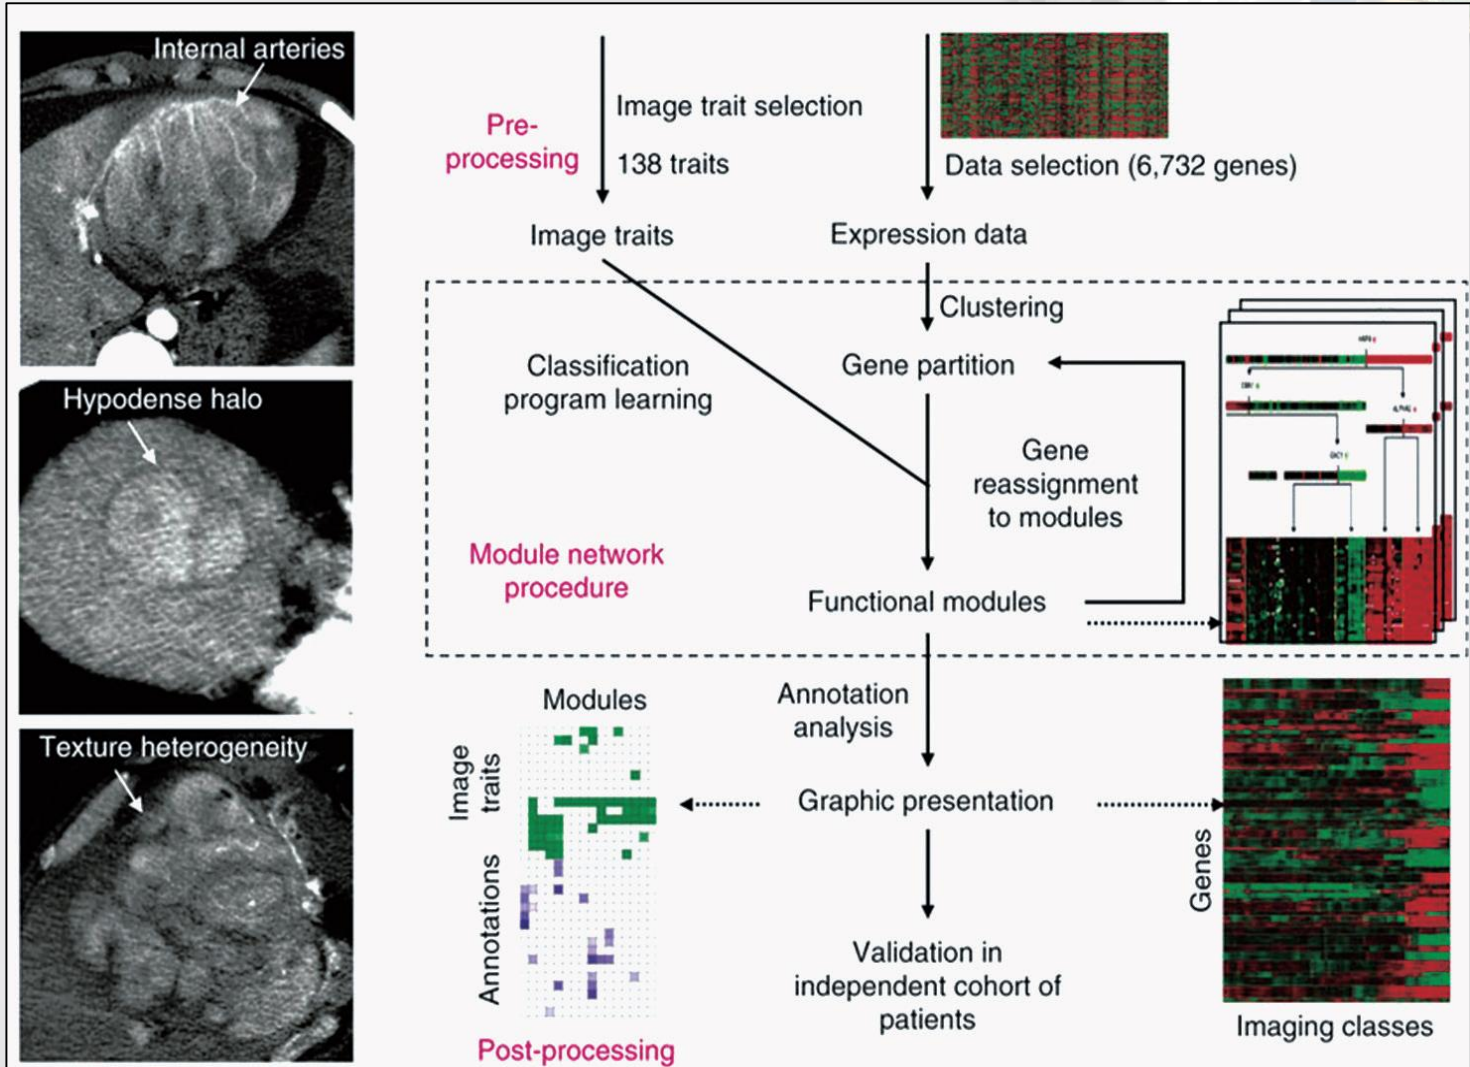 Internal arteries
Hypodense halo
Texture heterogeneity
Pre-
processing
Image trait selection
138 traits
Data selection (6,732 genes)
Image traits
Expression data
Clustering
Classification
program learning
Gene partition
Gene
reassignment
to modules
Module network
procedure
Functional modules
Modules
Annotation
analysis
Image
traits
Graphic presentation
Annotations
Genes
Validation in
independent cohort of
patients
Imaging classes
Post-processing